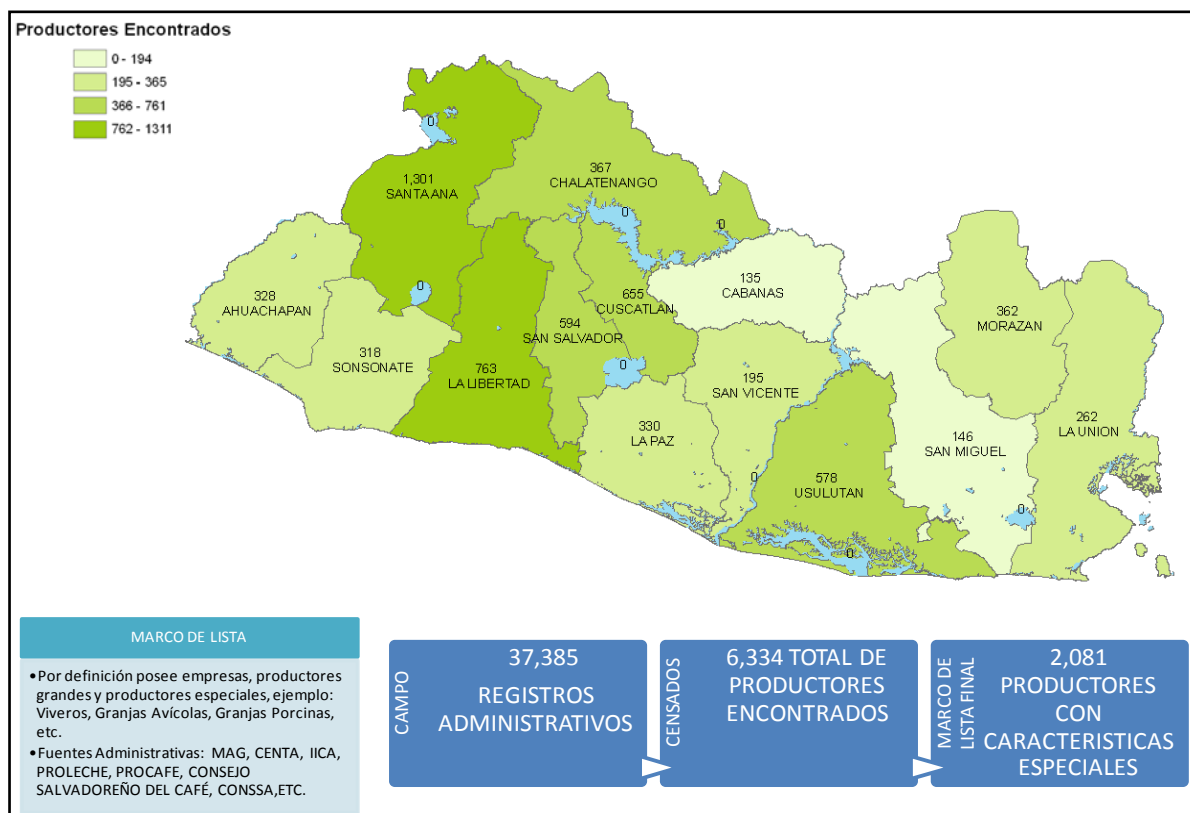 Productores Encontrados
0 - 194
195 - 365
366 - 761
762 - 1311
0
1,301
SANTA ANA
367
CHALATENANGO
0
0
0
328
AHUACHAPAN
318
SONSONATE
763
LA LIBERTAD
594
SAN SALVADOR
655
CUSCATLAN
135
CABANAS
0
330
LA PAZ
195
SAN VICENTE
0
362
MORAZAN
262
LA UNION
146
SAN MIGUEL
578
USULUTAN
0
0
MARCO DE LISTA
•Por definición posee empresas, productores
grandes y productores especiales, ejemplo:
Viveros, Granjas Avícolas, Granjas Porcinas,
etc.
•Fuentes Administrativas: MAG, CENTA, IICA,
PROLECHE, PROCAFE, CONSEJO
SALVADOREÑO DEL CAFÉ, CONSSA,ETC.
CAMPO
37,385
REGISTROS
ADMINISTRATIVOS
CENSADOS
6,334 TOTAL DE
PRODUCTORES
ENCONTRADOS
MARCO DE
LISTA FINAL
2,081
PRODUCTORES
CON
CARACTERISTICAS
ESPECIALES